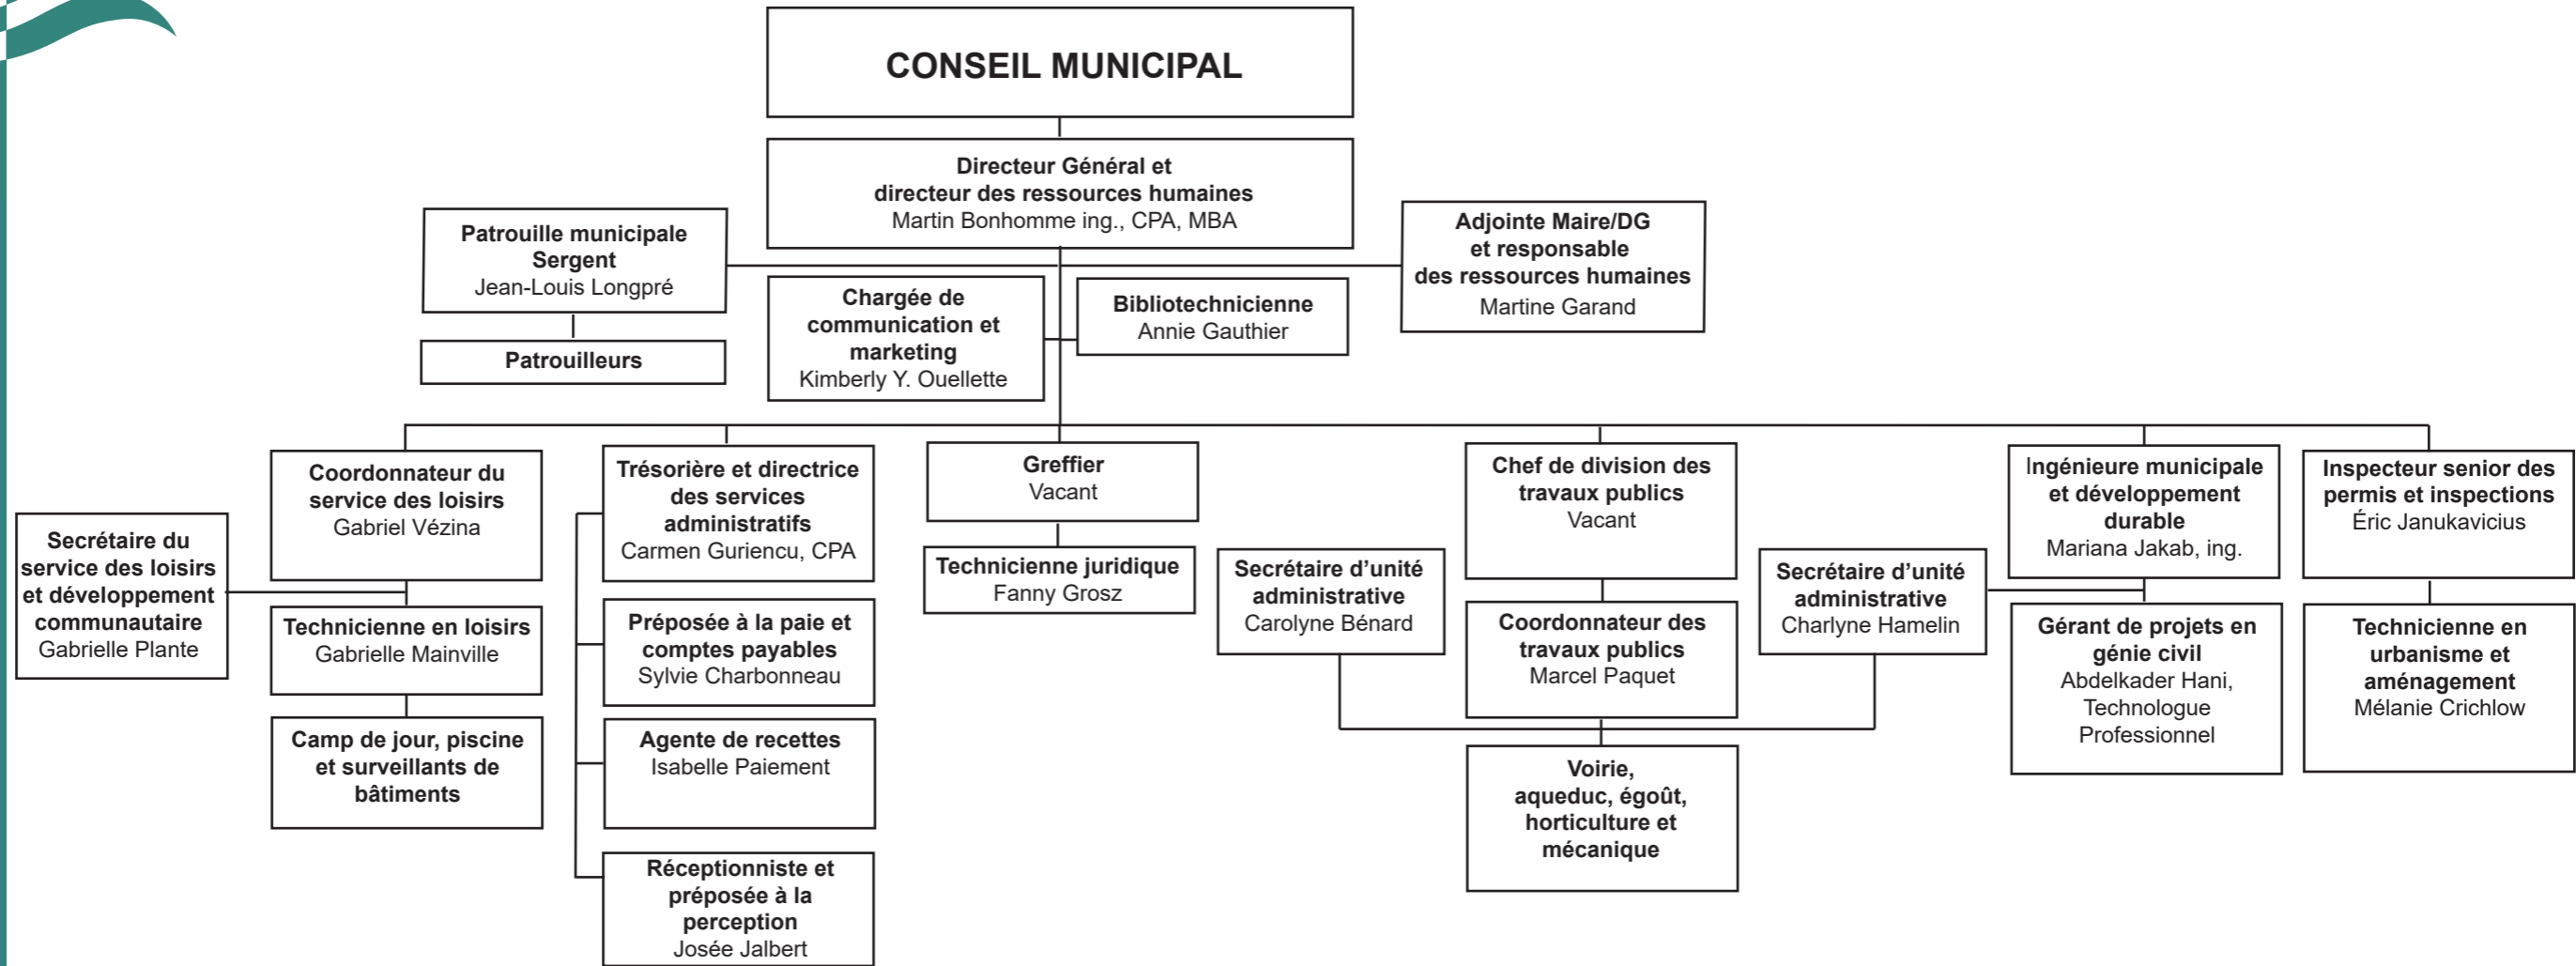 CONSEIL MUNICIPAL
Directeur Général et
directeur des ressources humaines
Martin Bonhomme ing., CPA, MBA
Patrouille municipale
Sergent
Jean-Louis Longpré
Patrouilleurs
Chargée de
communication et
marketing
Kimberly Y. Ouellette
Bibliotechnicienne
Annie Gauthier
Adjointe Maire/DG
et responsable
des ressources humaines
Martine Garand
Secrétaire du
service des loisirs
et développement
communautaire
Gabrielle Plante
Coordonnateur du
service des loisirs
Gabriel Vézina
Technicienne en loisirs
Gabrielle Mainville
Camp de jour, piscine
et surveillants de
bâtiments
Trésorière et directrice
des services
administratifs
Carmen Guriencu, CPA
Préposée à la paie et
comptes payables
Sylvie Charbonneau
Agente de recettes
Isabelle Paiement
Réceptionniste et
préposée à la
perception
Josée Jalbert
Greffier
Vacant
Technicienne juridique
Fanny Grosz
Secrétaire d’unité
administrative
Carolyne Bénard
Chef de division des
travaux publics
Vacant
Coordonnateur des
travaux publics
Marcel Paquet
Voirie,
aqueduc, égoût,
horticulture et
mécanique
Secrétaire d’unité
administrative
Charlyne Hamelin
Ingénieure municipale
et développement
durable
Mariana Jakab, ing.
Gérant de projets en
génie civil
Abdelkader Hani,
Technologue
Professionnel
Inspecteur senior des
permis et inspections
Éric Janukavicius
Technicienne en
urbanisme et
aménagement
Mélanie Crichlow